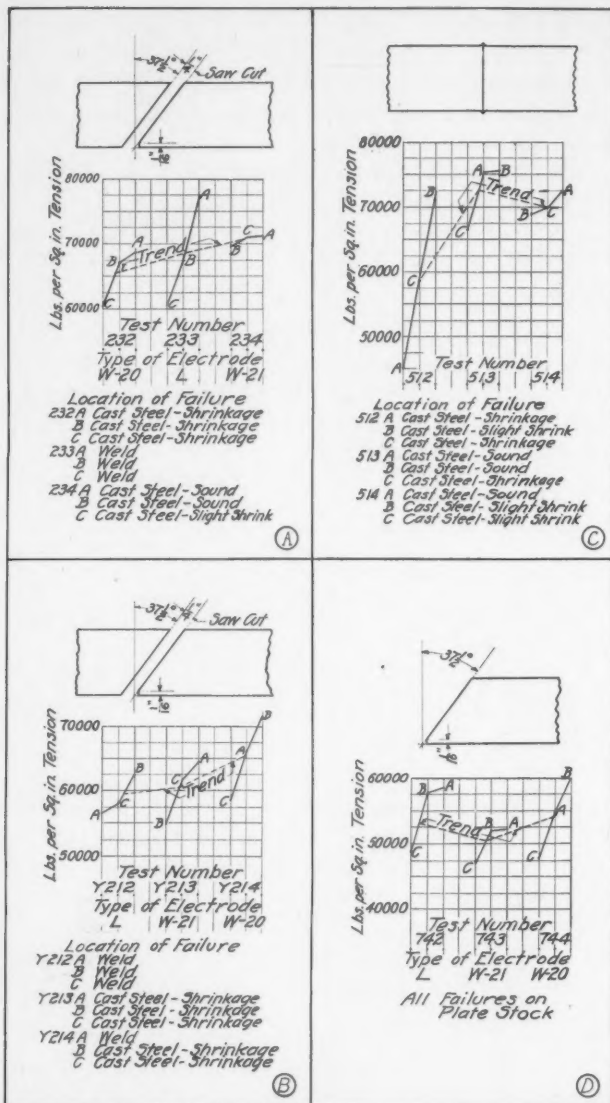 37½° ¼"
Saw Cut
1/16"
Lbs. per Sq. in. Tension
80000
70000
60000
A
B
C
Trend
A
B
C
A
B
C
Test Number
232 233 234
Type of Electrode
W-20 L W-21
Location of Failure
232 A Cast Steel-Shrinkage
B Cast Steel-Shrinkage
C Cast Steel-Shrinkage
233 A Weld
B Weld
C Weld
234 A Cast Steel-Sound
B Cast Steel-Sound
C Cast Steel-Slight Shrink
A
37½° ¼"
Saw Cut
1/16"
Lbs. per Sq. in. Tension
70000
60000
50000
A
C
B
Trend
B
C
A
C
A
B
Test Number
Y212 Y213 Y214
Type of Electrode
L W-21 W-20
Location of Failure
Y212 A Weld
B Weld
C Weld
Y213 A Cast Steel-Shrinkage
B Cast Steel-Shrinkage
C Cast Steel-Shrinkage
Y214 A Weld
B Cast Steel-Shrinkage
C Cast Steel-Shrinkage
B
Lbs. per Sq. in. Tension
80000
70000
60000
50000
A
C
B
Trend
A
B
C
B
C
A
Test Number
512 513 514
Location of Failure
512 A Cast Steel-Shrinkage
B Cast Steel-Slight Shrink
C Cast Steel-Shrinkage
513 A Cast Steel-Sound
B Cast Steel-Sound
C Cast Steel-Shrinkage
514 A Cast Steel-Sound
B Cast Steel-Slight Shrink
C Cast Steel-Slight Shrink
C
37½°
Lbs. per Sq. in. Tension
60000
50000
40000
B
A
C
Trend
B
A
C
B
A
C
Test Number
742 743 744
Type of Electrode
L W-21 W-20
All Failures on
Plate Stock
D